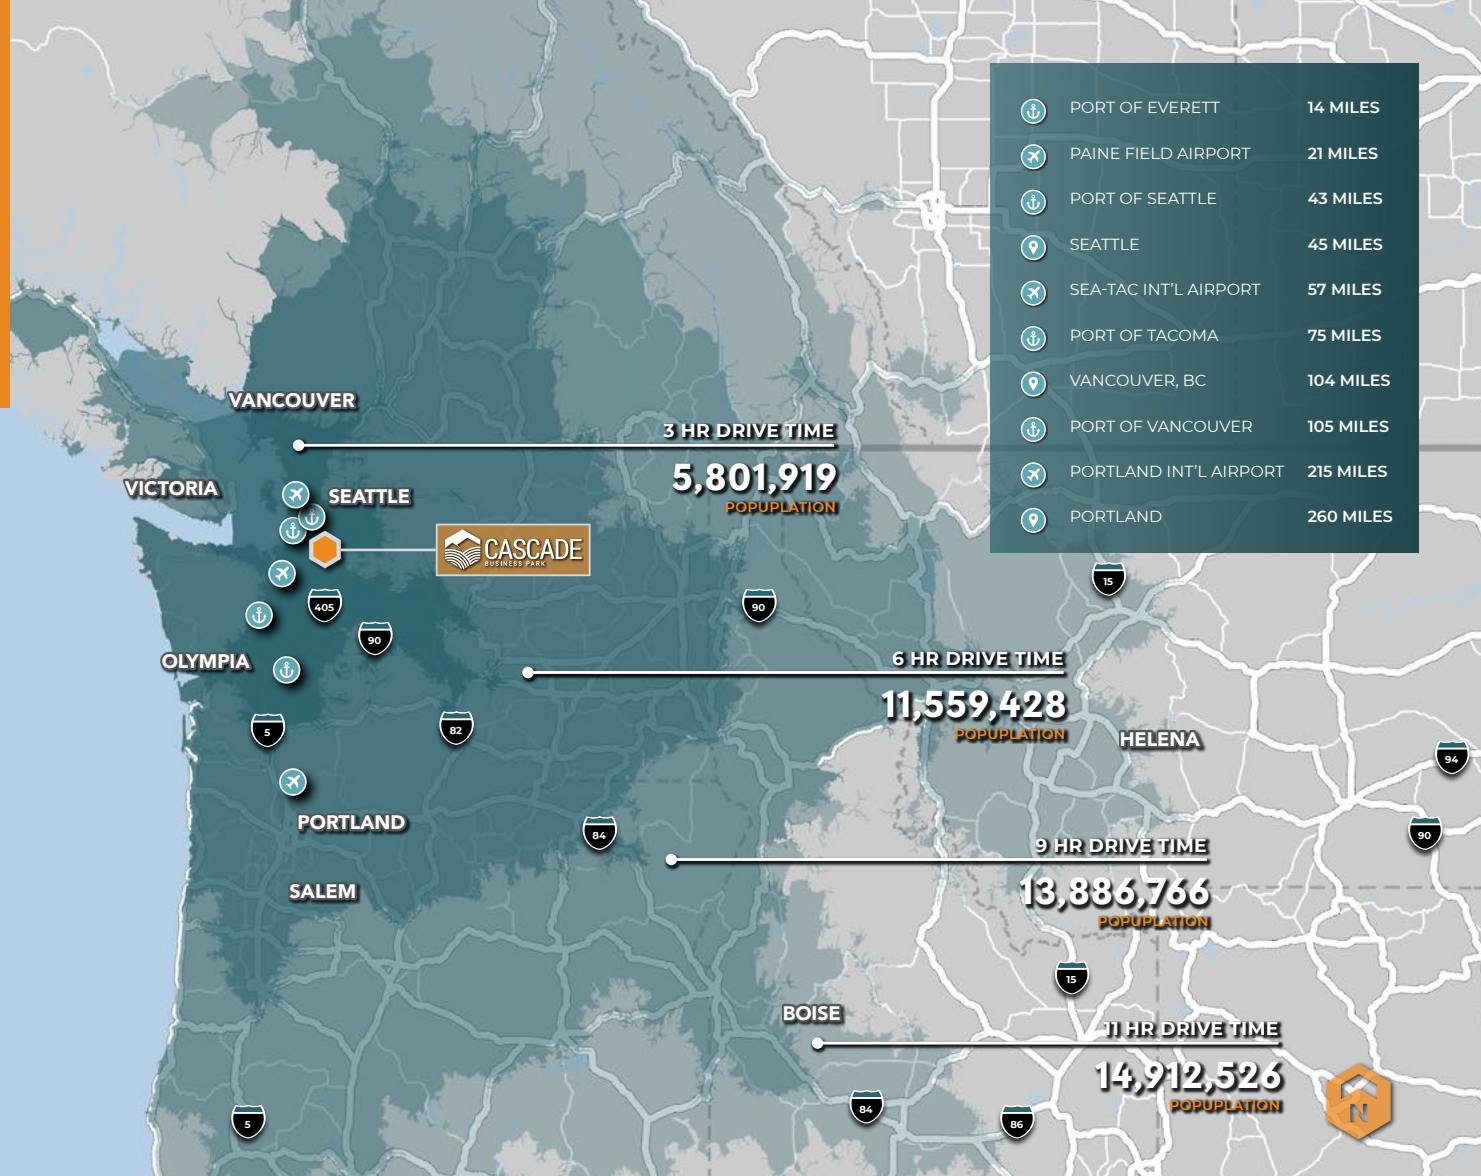 PORT OF EVERETT 14 MILES
PAINE FIELD AIRPORT 21 MILES
PORT OF SEATTLE 43 MILES
SEATTLE 45 MILES
SEA-TAC INT'L AIRPORT 57 MILES
PORT OF TACOMA 75 MILES
VANCOUVER, BC 104 MILES
PORT OF VANCOUVER 105 MILES
PORTLAND INT'L AIRPORT 215 MILES
PORTLAND 260 MILES
VANCOUVER
3 HR DRIVE TIME
5,801,919
POPUPLATION
VICTORIA
SEATTLE
CASCADE
BUSINESS PARK
15
405
90
90
OLYMPIA
6 HR DRIVE TIME
11,559,428
POPUPLATION
5
82
HELENA
94
PORTLAND
84
90
9 HR DRIVE TIME
13,886,766
POPUPLATION
SALEM
15
BOISE
11 HR DRIVE TIME
14,912,526
POPUPLATION
5
84
86
N